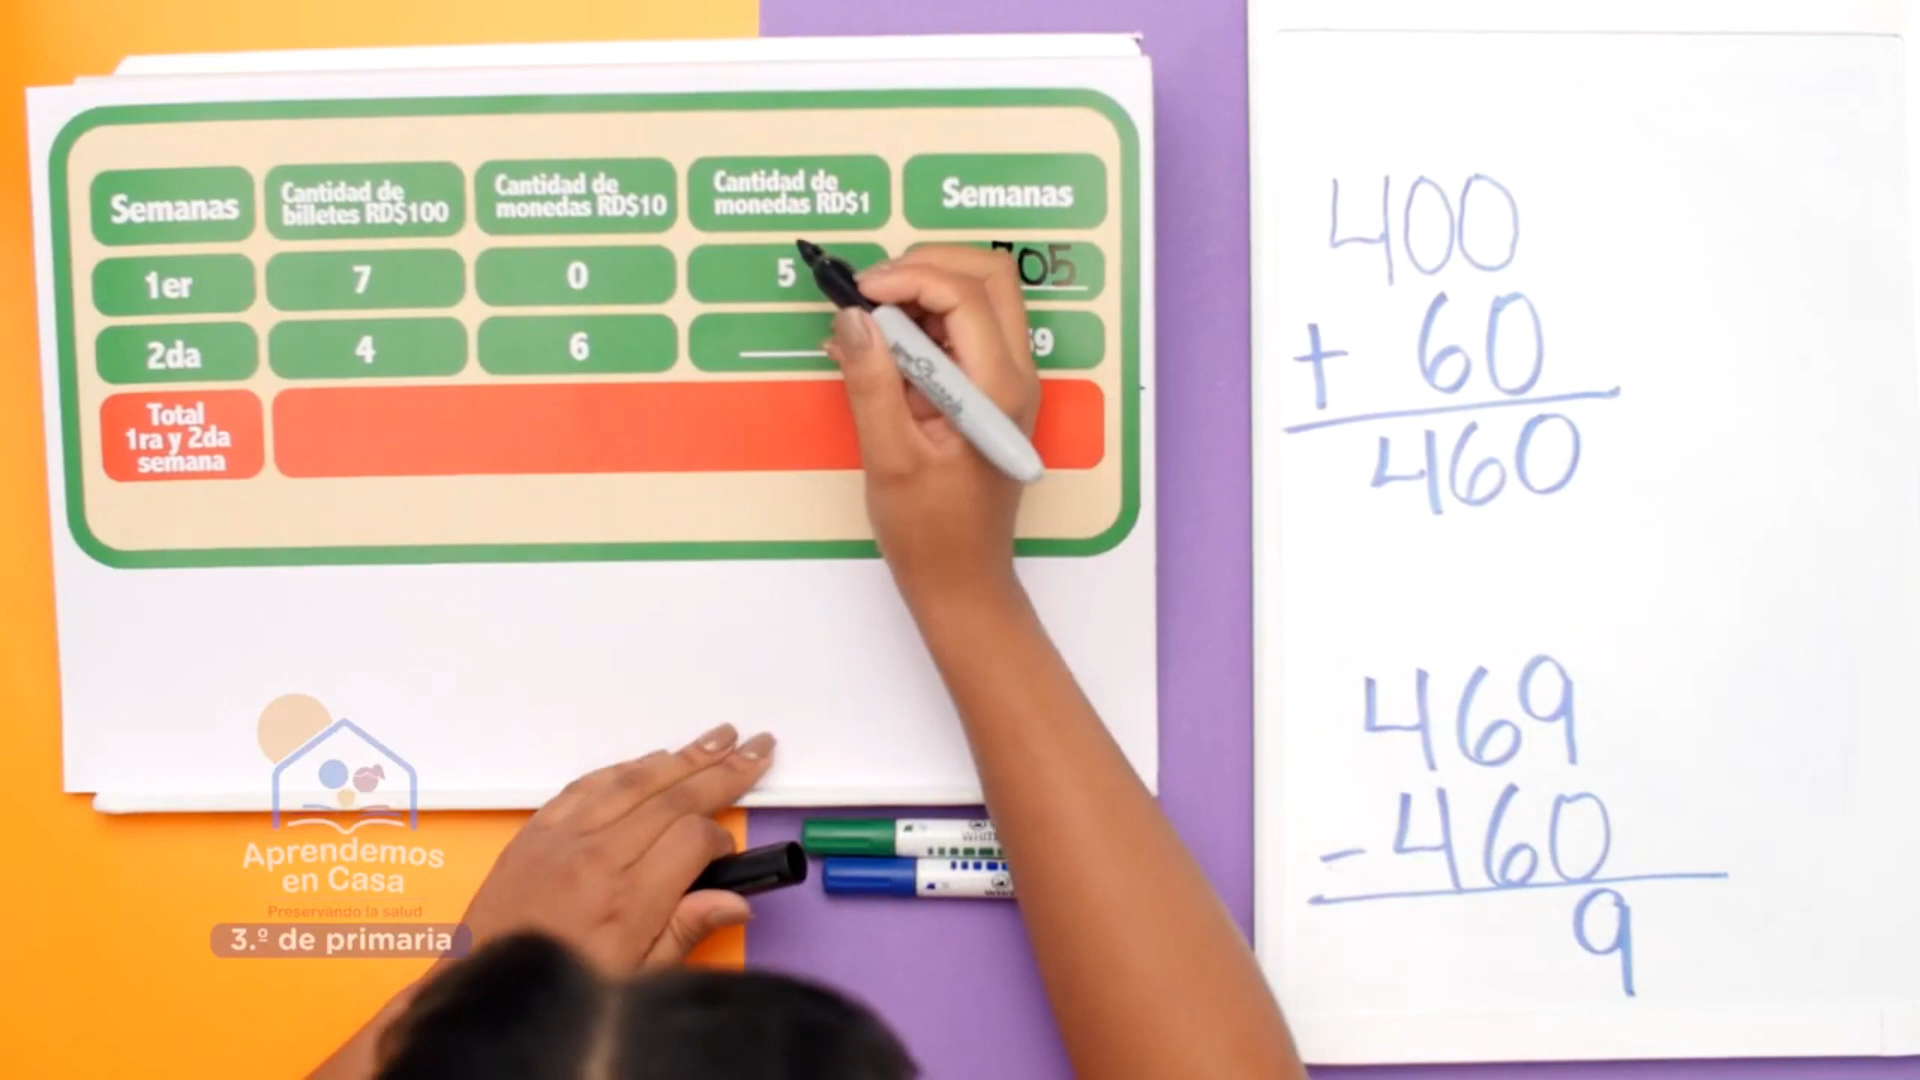 Semanas
Cantidad de
billetes RD$100
Cantidad de
monedas RD$10
Cantidad de
monedas RD$1
Semanas
1er
7
0
5
05
2da
4
6
9
Total
1ra y 2da
semana
400
+ 60
460
469
- 460
9
Aprendemos
en Casa
Preservando la salud
3.º de primaria